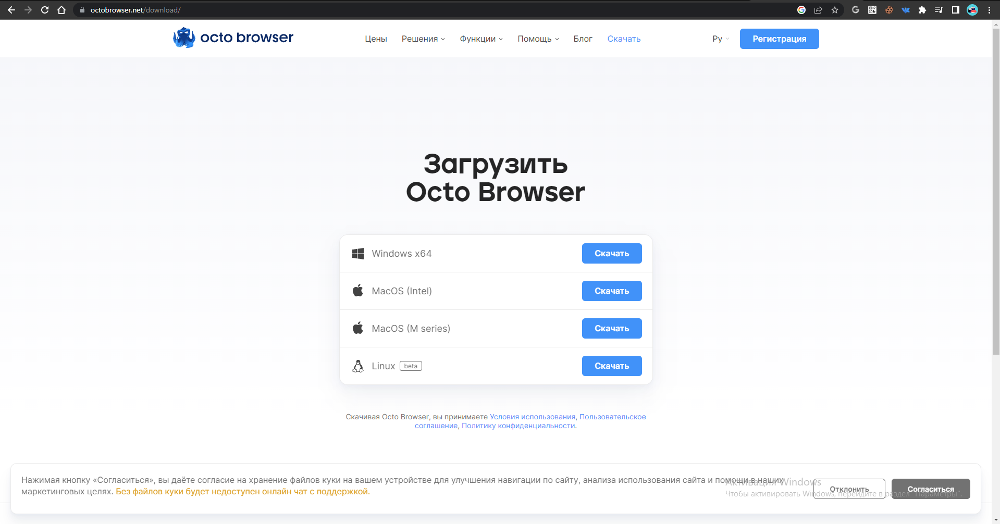 octobrowser.net/download/
octo browser
Цены Решения Функции Помощь Блог Скачать Ру Регистрация
Загрузить
Octo Browser
Windows x64 Скачать
MacOS (Intel) Скачать
MacOS (M series) Скачать
Linux beta Скачать
Скачивая Octo Browser, вы принимаете Условия использования, Пользовательское
соглашение, Политику конфиденциальности.
Нажимая кнопку «Согласиться», вы даёте согласие на хранение файлов куки на вашем устройстве для улучшения навигации по сайту, анализа использования сайта и помощи в наших
маркетинговых целях. Без файлов куки будет недоступен онлайн чат с поддержкой.
Отклонить Согласиться
Активация Windows
Чтобы активировать Windows, перейдите в раздел "Параметры".